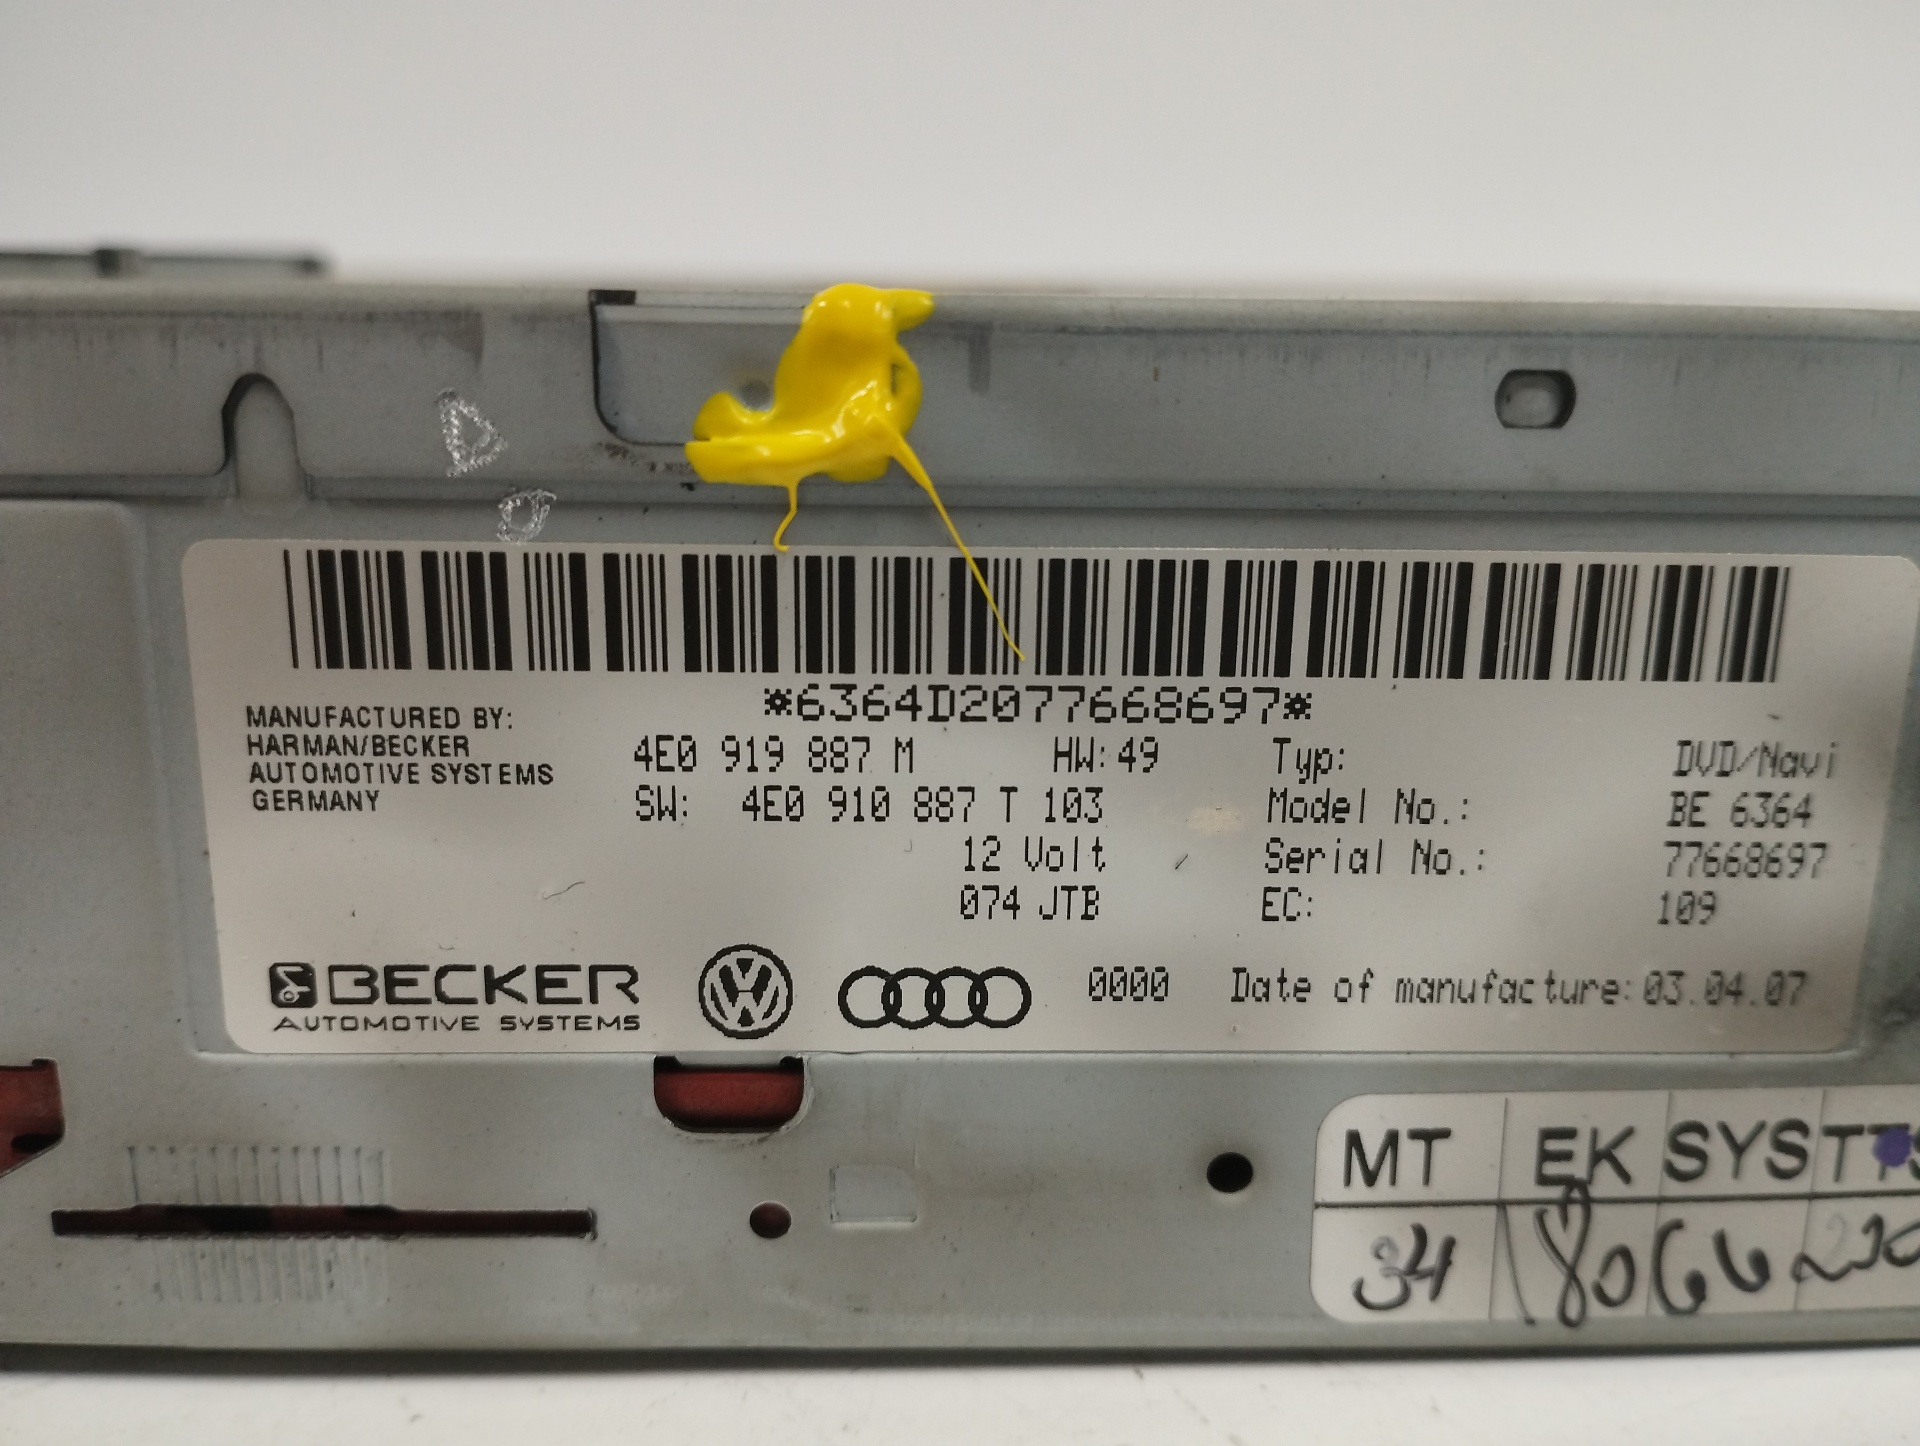 D
0
*6364D2077668697*
MANUFACTURED BY:
HARMAN/BECKER
AUTOMOTIVE SYSTEMS
GERMANY
4E0 919 887 M HW: 49
SW: 4E0 910 887 T 103
12 Volt
074 JTB
Typ: DVD/Navi
Model No.: BE 6364
Serial No.: 77668697
EC: 109
BECKER
AUTOMOTIVE SYSTEMS
0000 Date of manufacture: 03.04.07
MT EK SYSTTS
34